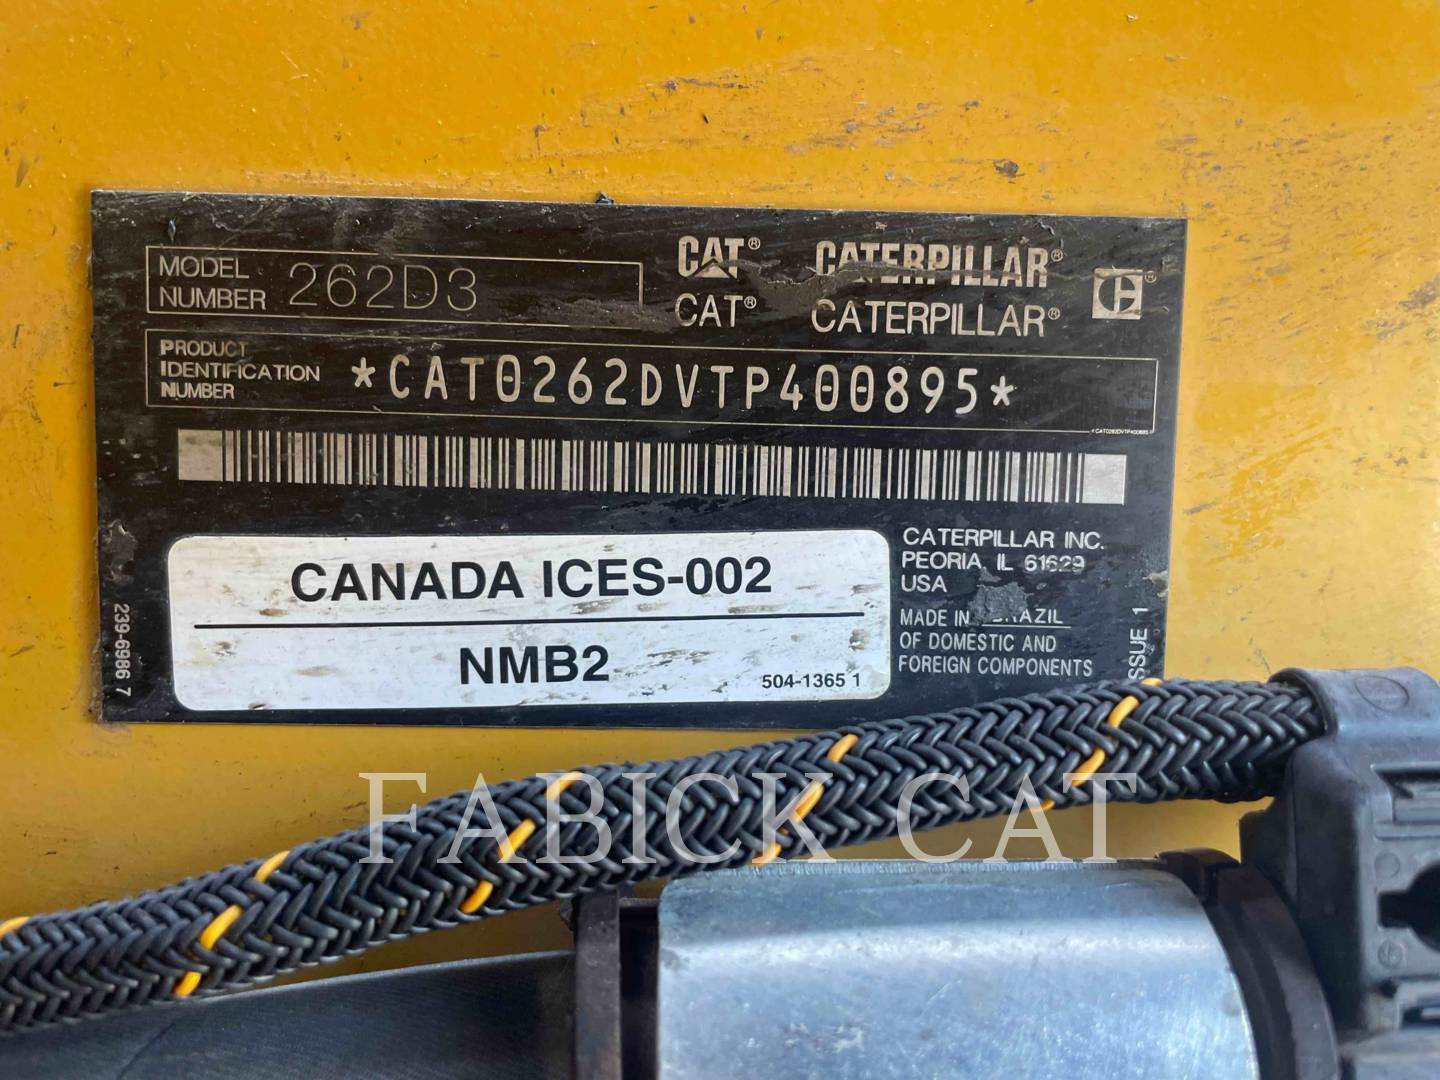 MODEL NUMBER 262D3
CAT® CATERPILLAR®
CAT® CATERPILLAR®
PRODUCT
IDENTIFICATION
NUMBER
*CAT0262DVTP400895*
*CAT0262DVTP400895
CANADA ICES-002
NMB2
504-1365 1
CATERPILLAR INC.
PEORIA, IL 61629
USA
MADE IN BRAZIL
OF DOMESTIC AND
FOREIGN COMPONENTS
239-6986 7
ISSUE 1
FABICK CAT